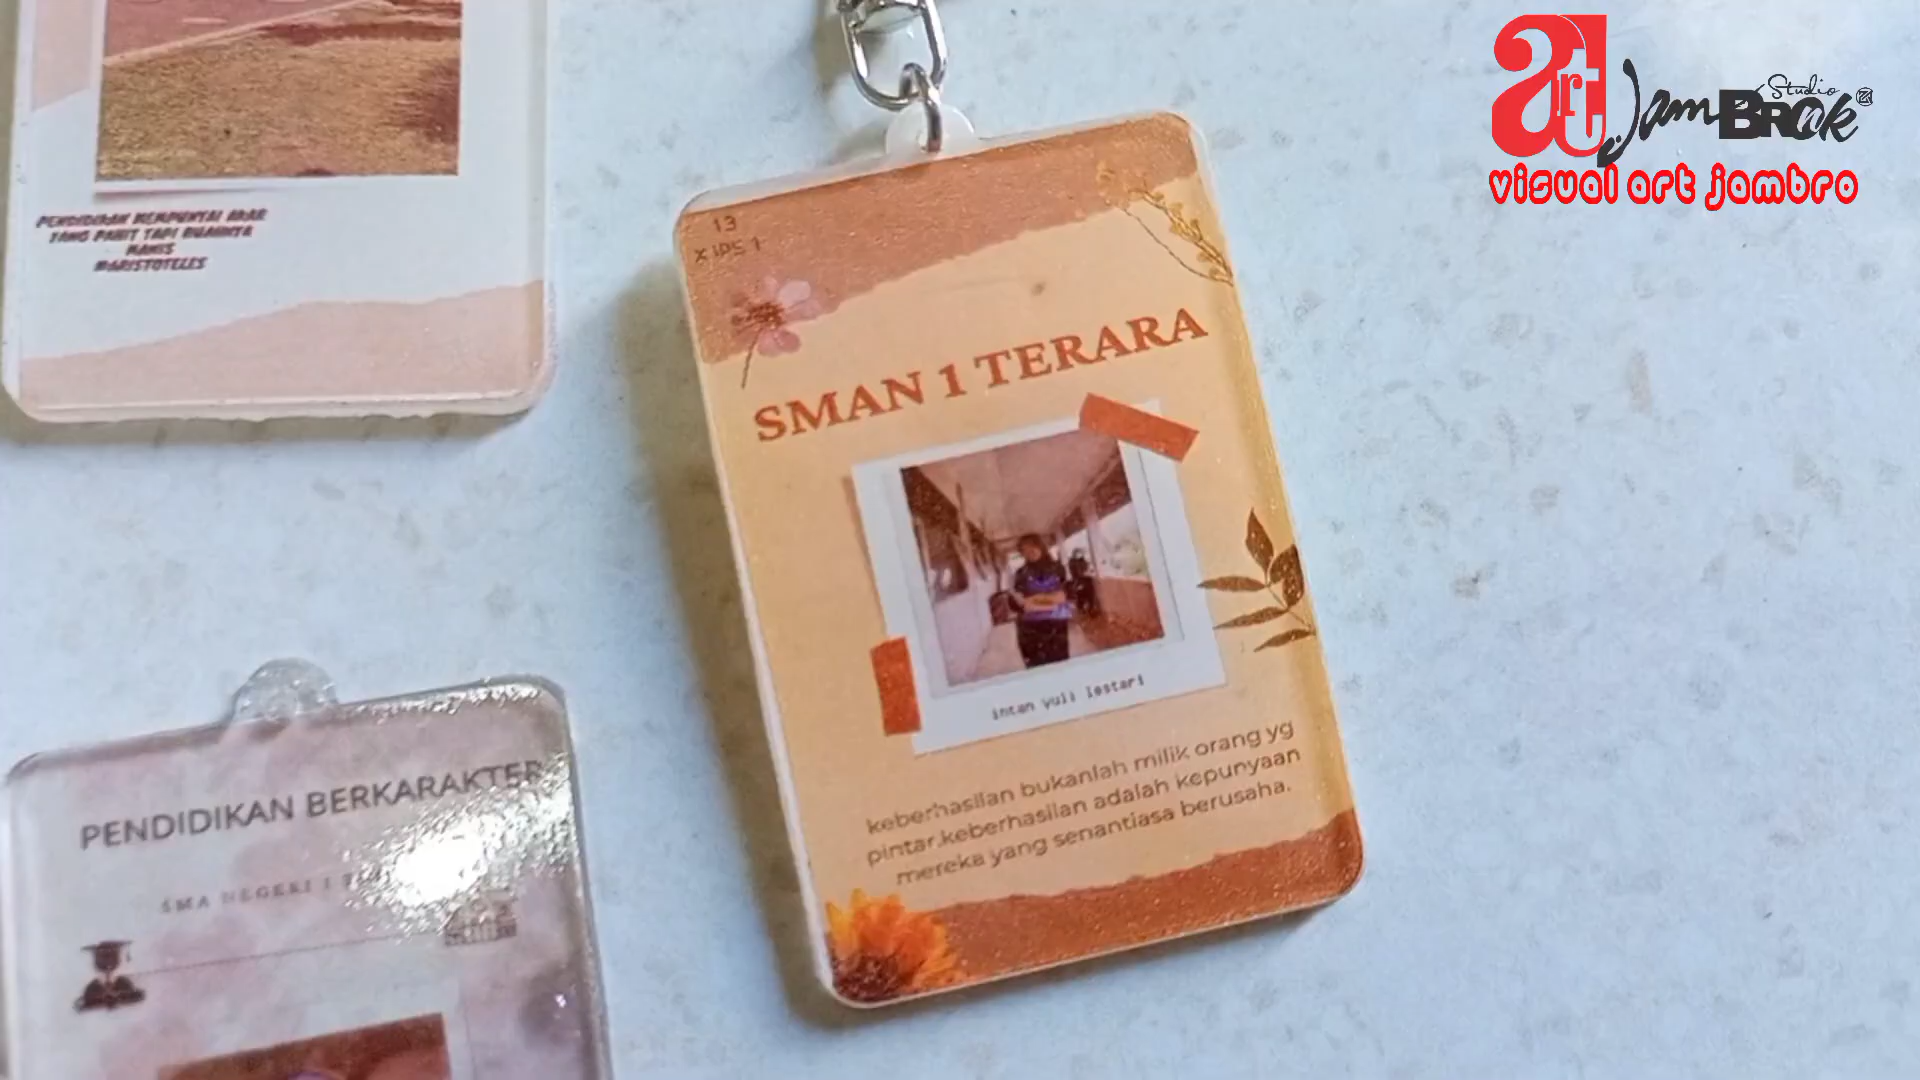 PENDIDIKAN MEMPUNYAI AKAR
YANG PAHIT TAPI BUAHNYA
MANIS
#ARISTOTELES
13
X IPS 1
SMAN 1 TERARA
intan yuli lestari
keberhasilan bukanlah milik orang yg
pintar.keberhasilan adalah kepunyaan
mereka yang senantiasa berusaha.
PENDIDIKAN BERKARAKTER
SMA NEGERI 1
art
JamBROnk
Studio
visual art jambro